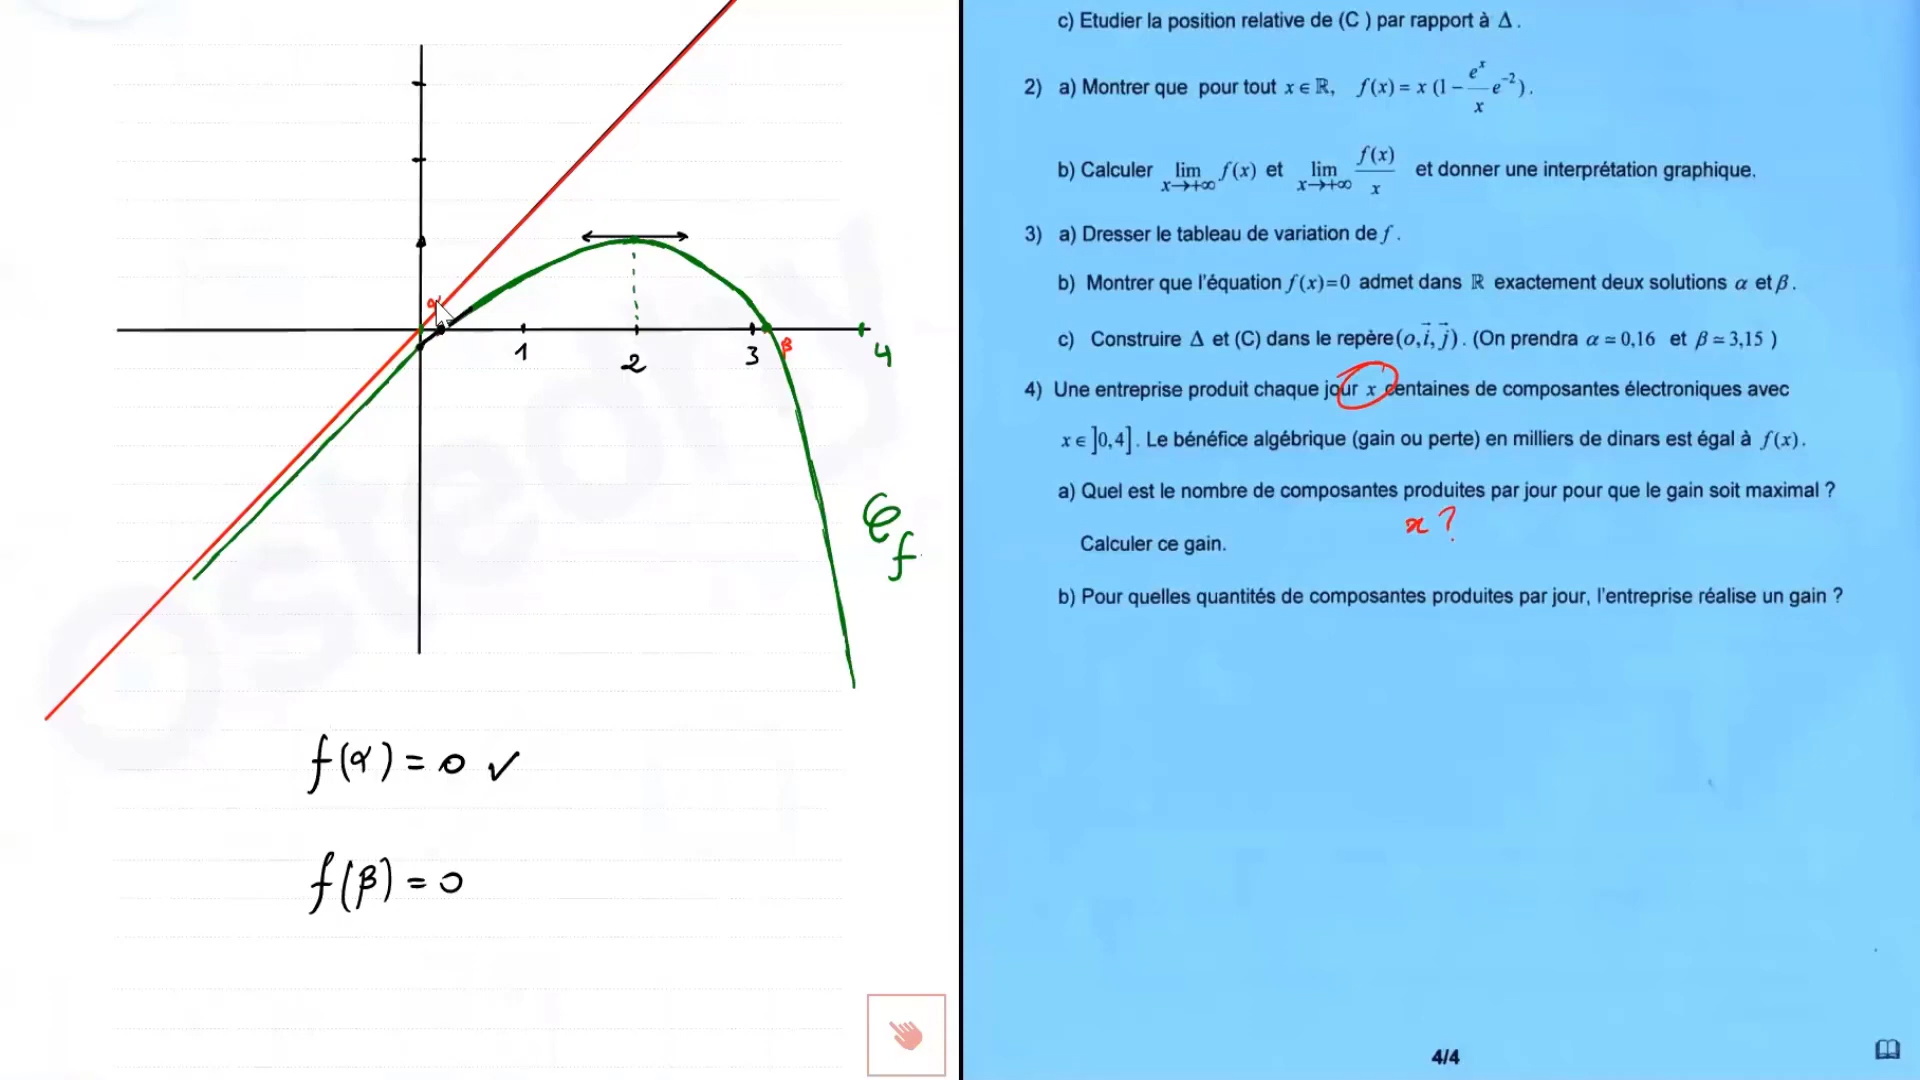 α
1
2
3
β
4
𝒞f
f(α) = 0 ✓
f(β) = 0
Osteory
c) Etudier la position relative de (C ) par rapport à Δ .
2) a) Montrer que pour tout x ∈ ℝ, f(x) = x (1 − e^x/x e^−2).
b) Calculer lim x→+∞ f(x) et lim x→+∞ f(x)/x et donner une interprétation graphique.
3) a) Dresser le tableau de variation de f .
b) Montrer que l'équation f(x)=0 admet dans ℝ exactement deux solutions α et β .
c) Construire Δ et (C) dans le repère (o, i⃗, j⃗) . (On prendra α ≃ 0,16 et β ≃ 3,15 )
4) Une entreprise produit chaque jour x centaines de composantes électroniques avec
x ∈ ]0,4] . Le bénéfice algébrique (gain ou perte) en milliers de dinars est égal à f(x) .
a) Quel est le nombre de composantes produites par jour pour que le gain soit maximal ?
x ?
Calculer ce gain.
b) Pour quelles quantités de composantes produites par jour, l'entreprise réalise un gain ?
4/4